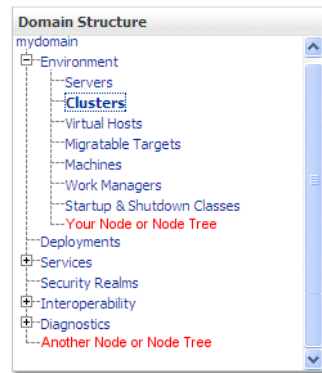 Domain Structure
mydomain
Environment
Servers
Clusters
Virtual Hosts
Migratable Targets
Machines
Work Managers
Startup & Shutdown Classes
Your Node or Node Tree
Deployments
Services
Security Realms
Interoperability
Diagnostics
Another Node or Node Tree